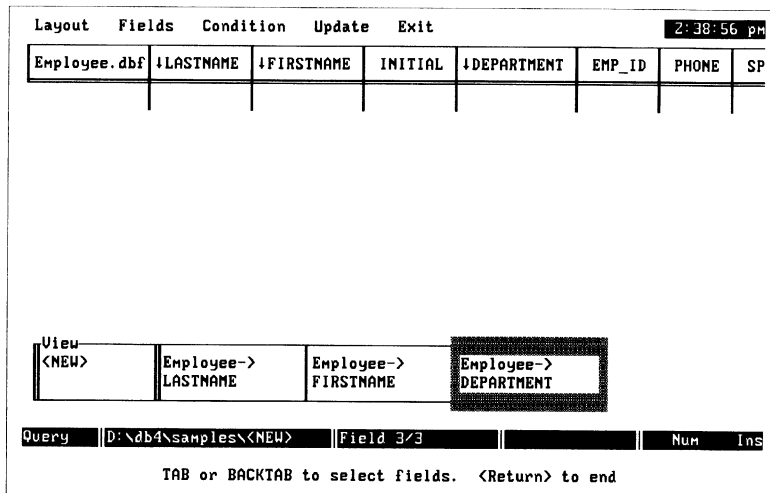 Layout Fields Condition Update Exit 2:38:56 pm
Employee.dbf ↓LASTNAME ↓FIRSTNAME INITIAL ↓DEPARTMENT EMP_ID PHONE SP
View
<NEW> Employee-> Employee-> Employee->
LASTNAME FIRSTNAME DEPARTMENT
Query D:\db4\samples\<NEW> Field 3/3 Num Ins
TAB or BACKTAB to select fields. <Return> to end